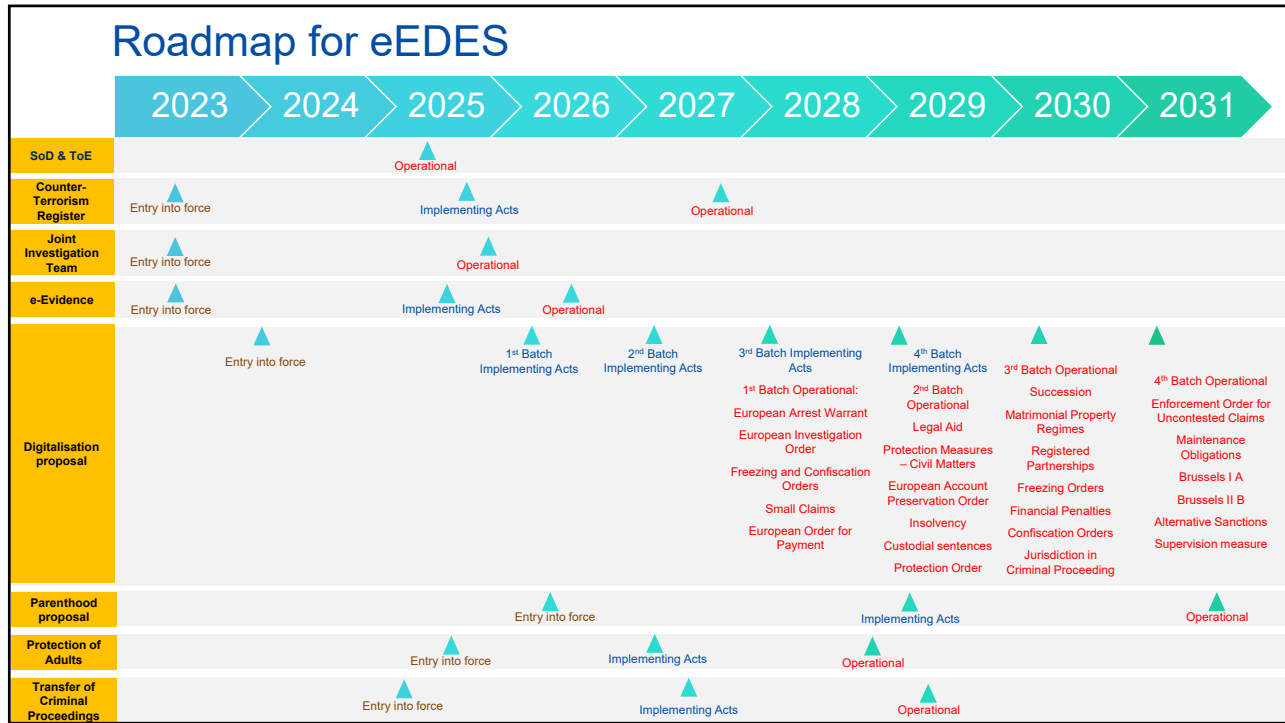 Roadmap for eEDES
2023 2024 2025 2026 2027 2028 2029 2030 2031
SoD & ToE
Operational
Counter-
Terrorism
Register
Entry into force
Implementing Acts
Operational
Joint
Investigation
Team
Entry into force
Operational
e-Evidence
Entry into force
Implementing Acts
Operational
Digitalisation
proposal
Entry into force
1st Batch
Implementing Acts
2nd Batch
Implementing Acts
3rd Batch Implementing
Acts
1st Batch Operational:
European Arrest Warrant
European Investigation
Order
Freezing and Confiscation
Orders
Small Claims
European Order for
Payment
4th Batch
Implementing Acts
2nd Batch
Operational
Legal Aid
Protection Measures
– Civil Matters
European Account
Preservation Order
Insolvency
Custodial sentences
Protection Order
3rd Batch Operational
Succession
Matrimonial Property
Regimes
Registered
Partnerships
Freezing Orders
Financial Penalties
Confiscation Orders
Jurisdiction in
Criminal Proceeding
4th Batch Operational
Enforcement Order for
Uncontested Claims
Maintenance
Obligations
Brussels I A
Brussels II B
Alternative Sanctions
Supervision measure
Parenthood
proposal
Entry into force
Implementing Acts
Operational
Protection of
Adults
Entry into force
Implementing Acts
Operational
Transfer of
Criminal
Proceedings
Entry into force
Implementing Acts
Operational